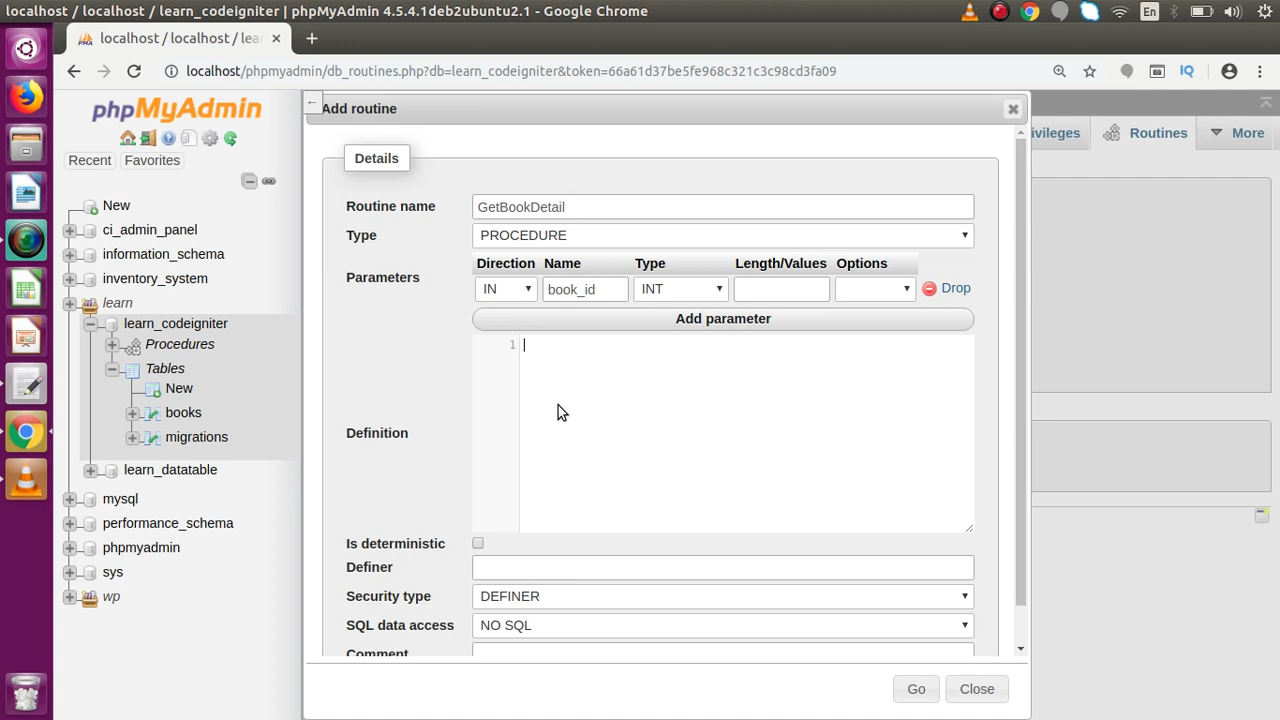 localhost / localhost / learn_codeigniter | phpMyAdmin 4.5.4.1deb2ubuntu2.1 - Google Chrome
En
localhost / localhost / lear
localhost/phpmyadmin/db_routines.php?db=learn_codeigniter&token=66a61d37be5fe968c321c3c98cd3fa09
IQ
phpMyAdmin
Recent
Favorites
New
ci_admin_panel
information_schema
inventory_system
learn
learn_codeigniter
Procedures
Tables
New
books
migrations
learn_datatable
mysql
performance_schema
phpmyadmin
sys
wp
Add routine
Details
Routine name GetBookDetail
Type PROCEDURE
Parameters
Direction Name Type Length/Values Options
IN book_id INT Drop
Add parameter
1
Definition
Is deterministic
Definer
Security type DEFINER
SQL data access NO SQL
Comment
Go
Close
ivileges
Routines
More